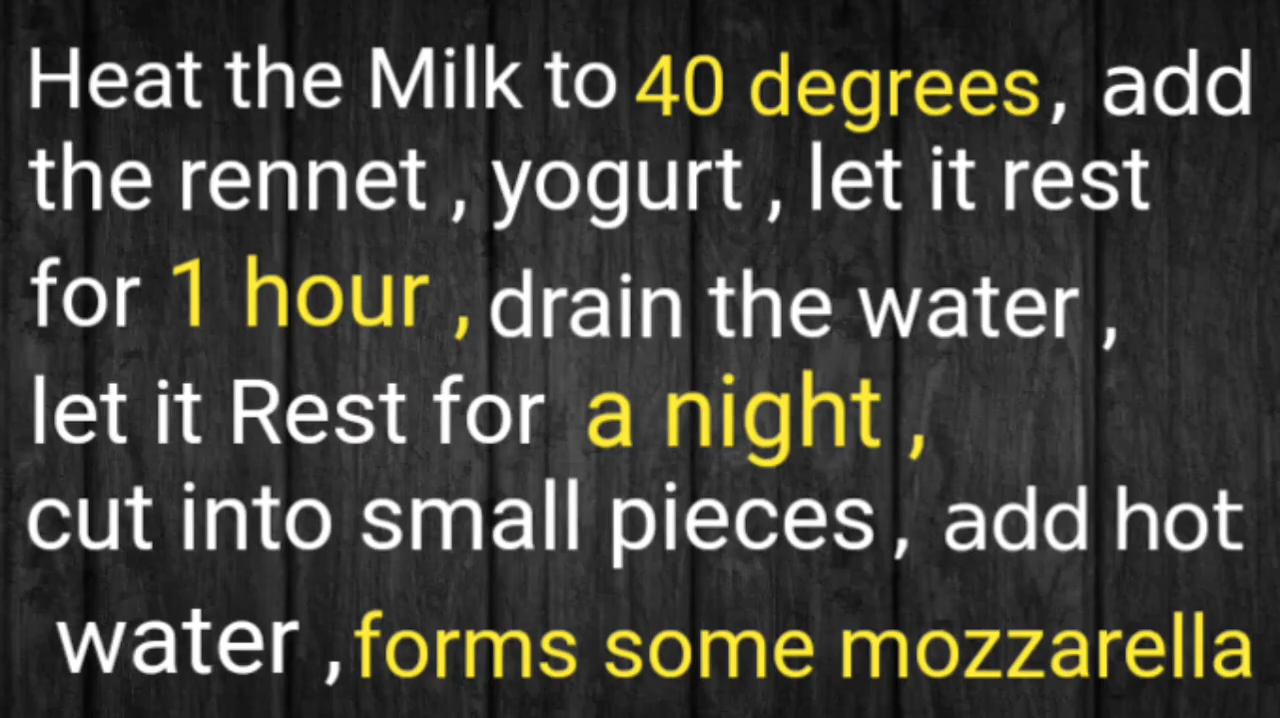 Heat the Milk to 40 degrees, add
the rennet , yogurt , let it rest
for 1 hour , drain the water ,
let it Rest for a night ,
cut into small pieces , add hot
water , forms some mozzarella